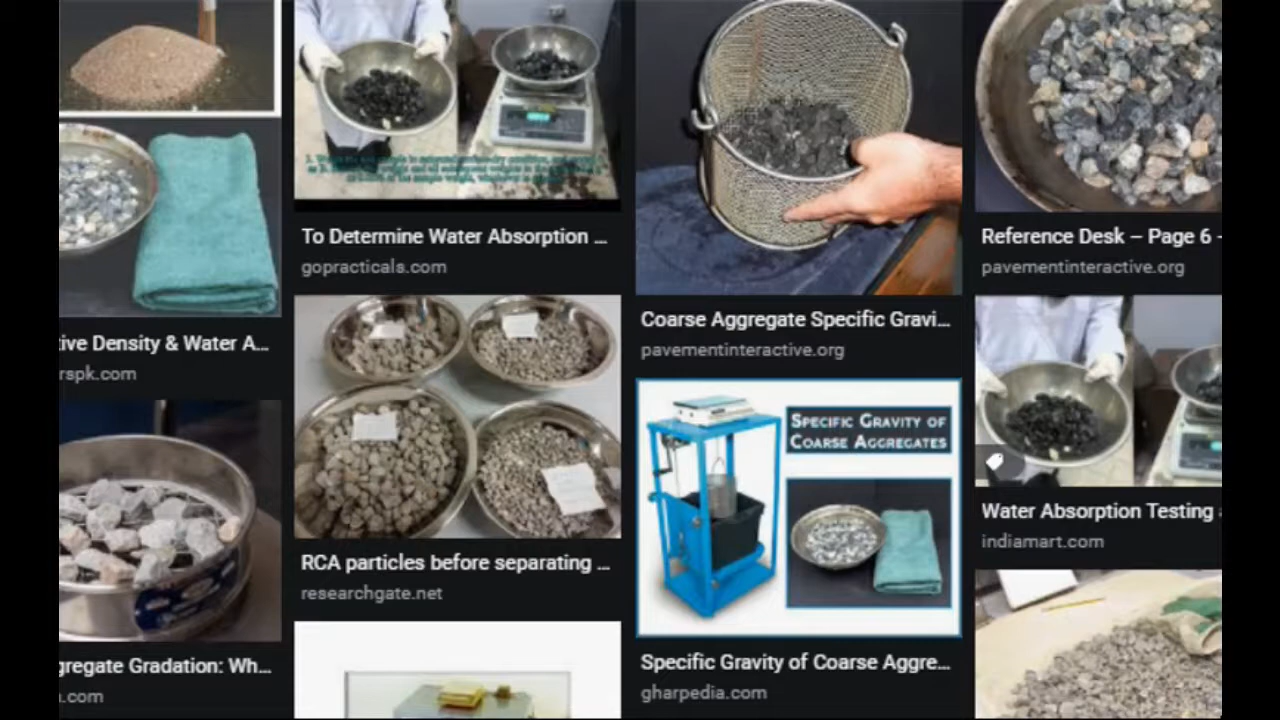 To Determine Water Absorption ...
gopracticals.com
Reference Desk – Page 6 -
pavementinteractive.org
Coarse Aggregate Specific Gravi...
pavementinteractive.org
tive Density & Water A...
rspk.com
SPECIFIC GRAVITY OF
COARSE AGGREGATES
Water Absorption Testing
indiamart.com
RCA particles before separating ...
researchgate.net
gregate Gradation: Wh...
.com
Specific Gravity of Coarse Aggre...
gharpedia.com